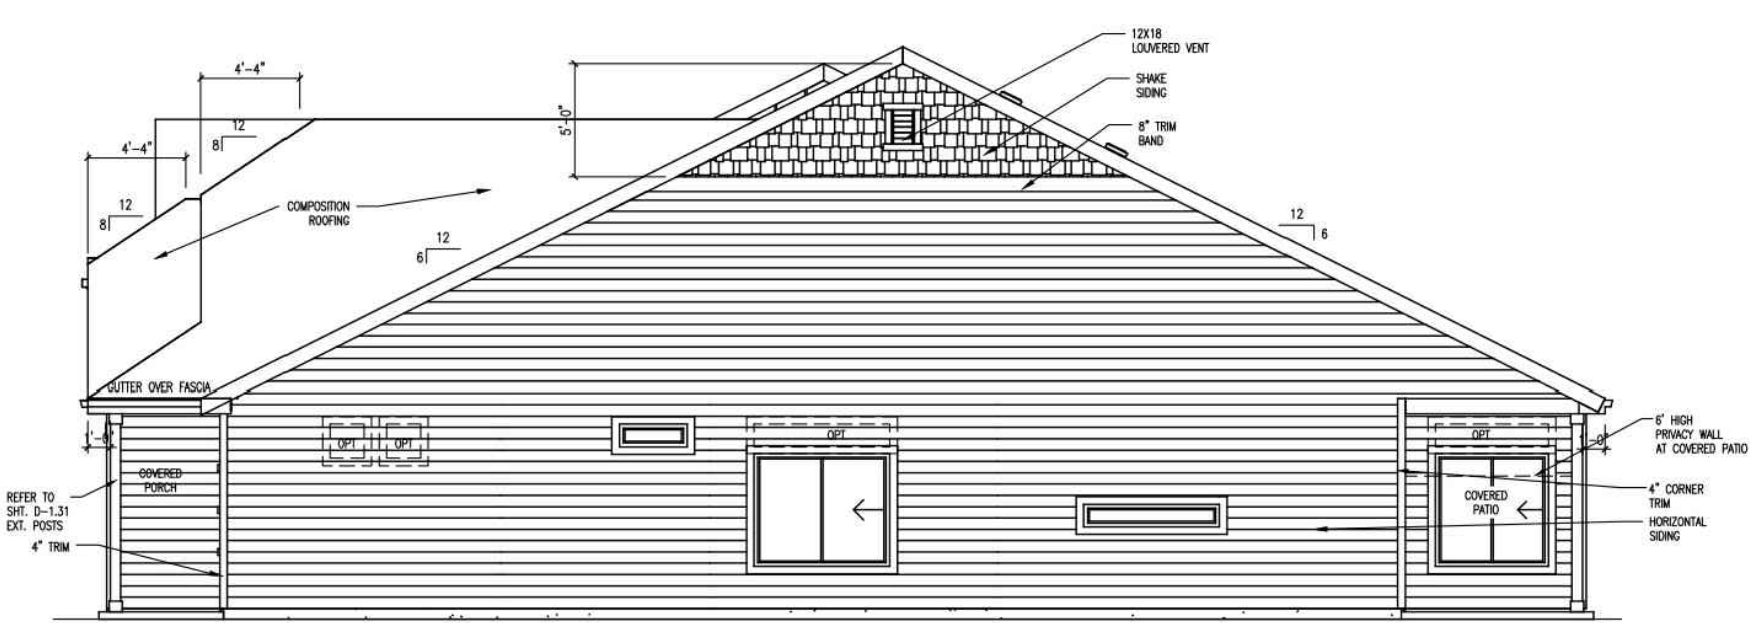 12X18
LOUVERED VENT
4'-4"
SHAKE
SIDING
5'-0"
12
8
8" TRIM
BAND
4'-4"
12
8
COMPOSITION
ROOFING
12
6
12
6
GUTTER OVER FASCIA
6' HIGH
PRIVACY WALL
AT COVERED PATIO
1'-0"
OPT
OPT
OPT
OPT
-0"
COVERED
PORCH
REFER TO
SHT. D-1.31
EXT. POSTS
COVERED
PATIO
4" CORNER
TRIM
HORIZONTAL
SIDING
4" TRIM